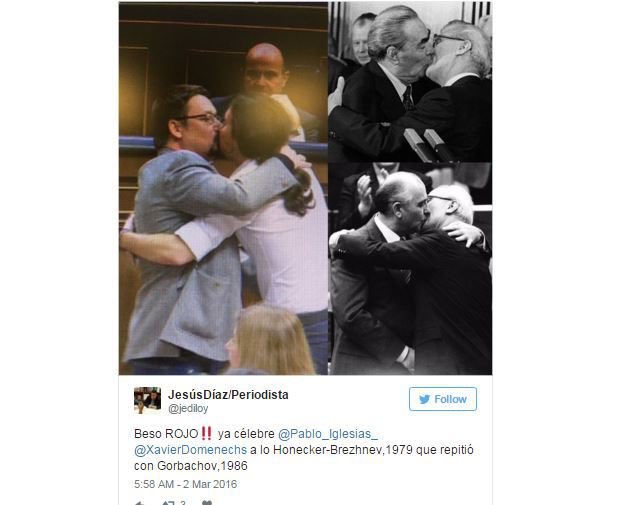 JesúsDíaz/Periodista
@jediloy
Follow
Beso ROJO‼ ya célebre @Pablo_Iglesias_
@XavierDomenechs a lo Honecker-Brezhnev,1979 que repitió
con Gorbachov,1986
5:58 AM - 2 Mar 2016
3